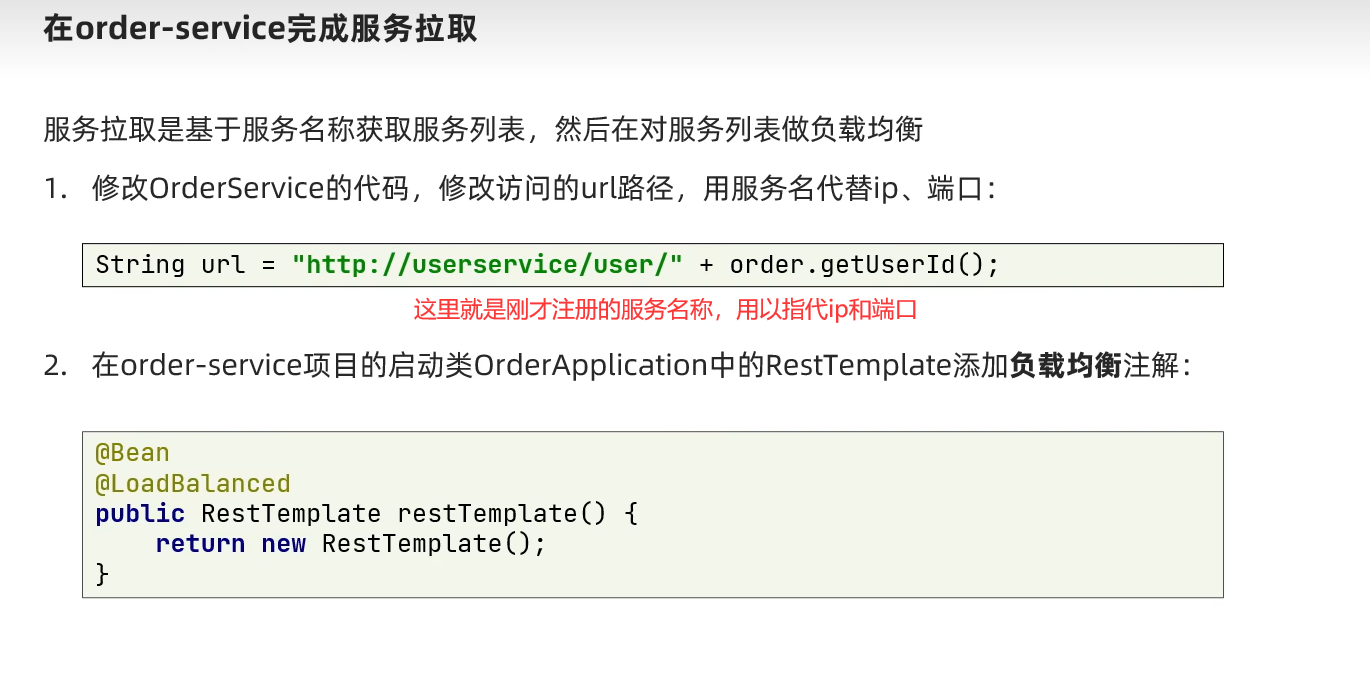 在order-service完成服务拉取
服务拉取是基于服务名称获取服务列表，然后在对服务列表做负载均衡
1. 修改OrderService的代码，修改访问的url路径，用服务名代替ip、端口：
String url = "http://userservice/user/" + order.getUserId();
这里就是刚才注册的服务名称，用以指代ip和端口
2. 在order-service项目的启动类OrderApplication中的RestTemplate添加负载均衡注解：
@Bean
@LoadBalanced
public RestTemplate restTemplate() {
    return new RestTemplate();
}